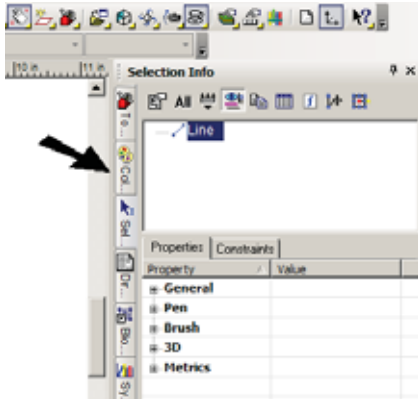 10 in 11 in
Selection Info
All
Line
To...
Col...
Sel...
Dr...
Blo...
Sy...
Properties Constraints
Property / Value
General
Pen
Brush
3D
Metrics